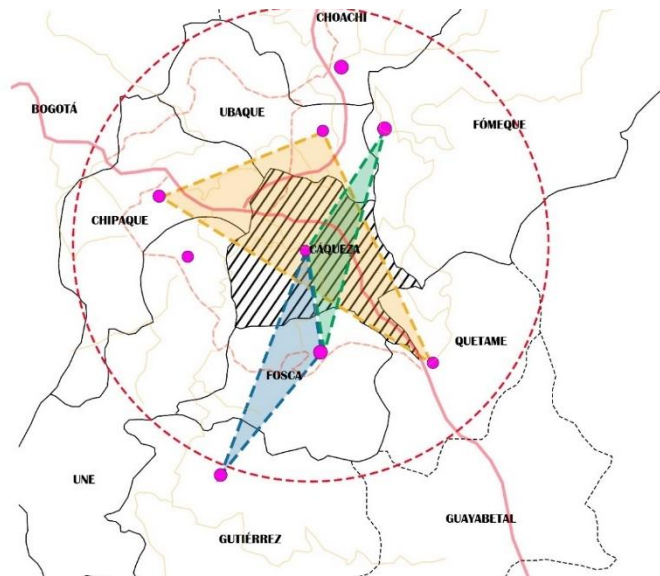 CHOACHÍ
BOGOTÁ
UBAQUE
FÓMEQUE
CHIPAQUE
CÁQUEZA
QUETAME
FOSCA
UNE
GUAYABETAL
GUTIÉRREZ